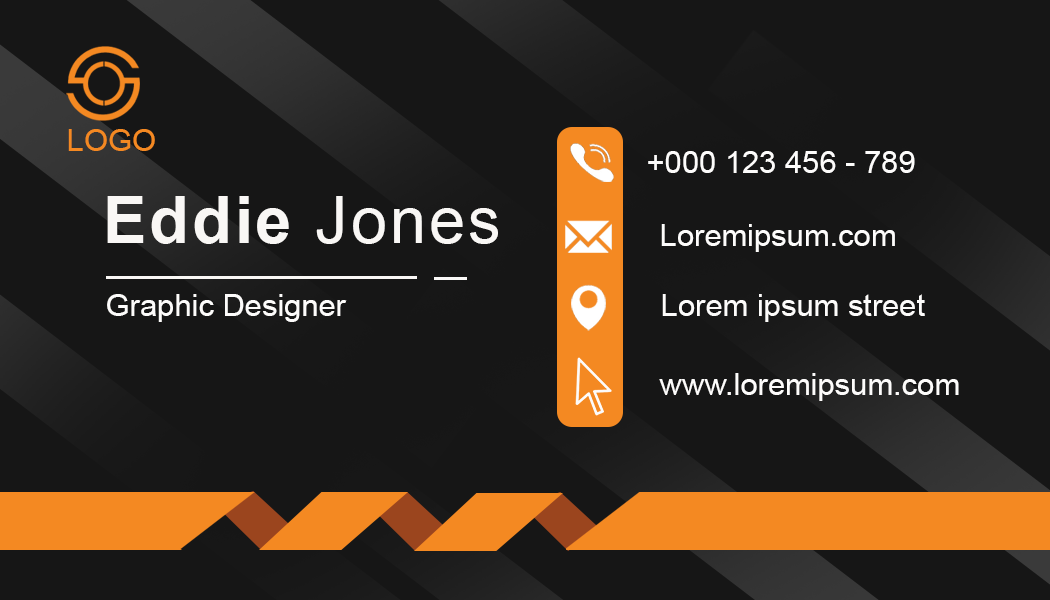 LOGO
Eddie Jones
Graphic Designer
+000 123 456 - 789
Loremipsum.com
Lorem ipsum street
www.loremipsum.com